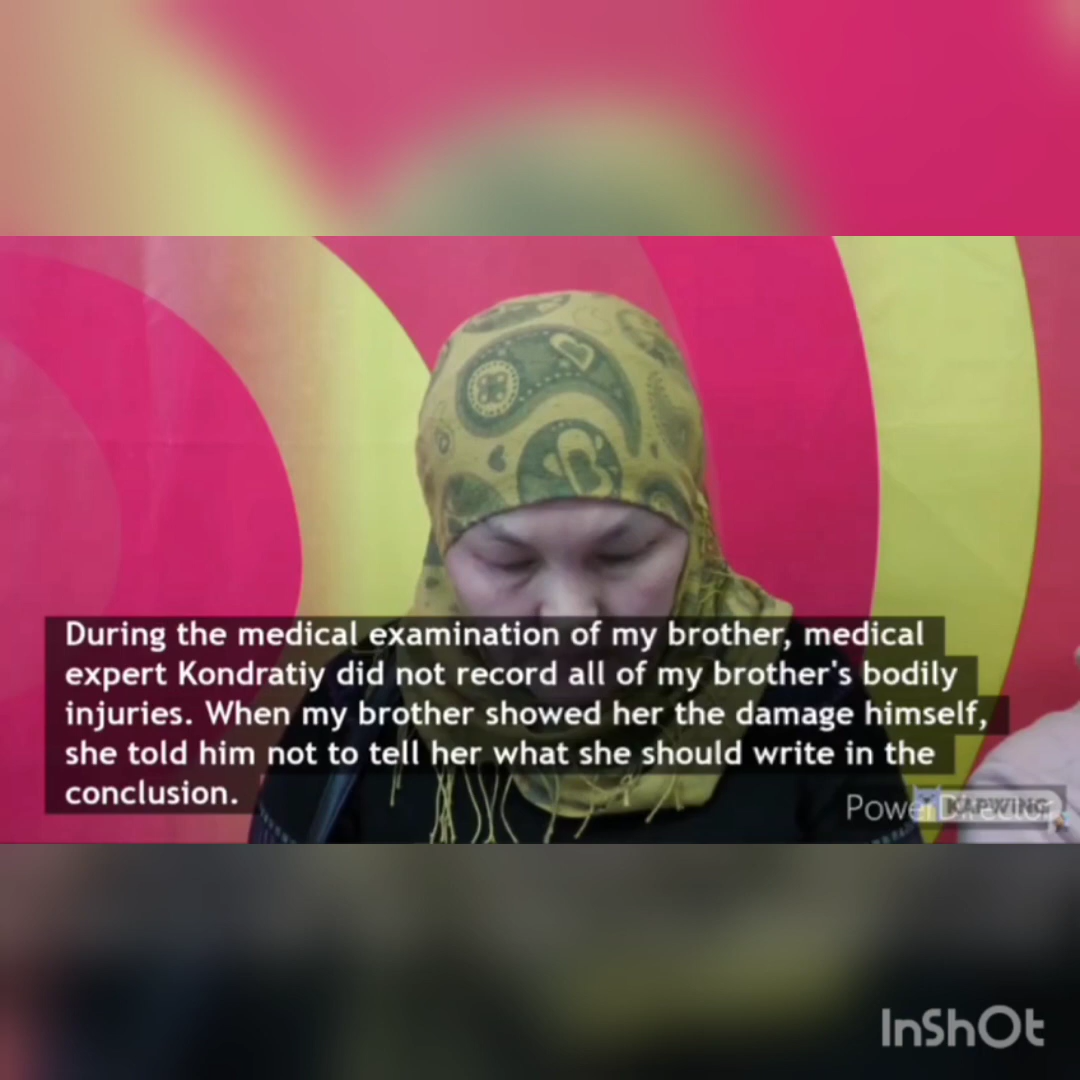 During the medical examination of my brother, medical
expert Kondratiy did not record all of my brother's bodily
injuries. When my brother showed her the damage himself,
she told him not to tell her what she should write in the
conclusion.
PowerDirector
KAPWING
InShOt